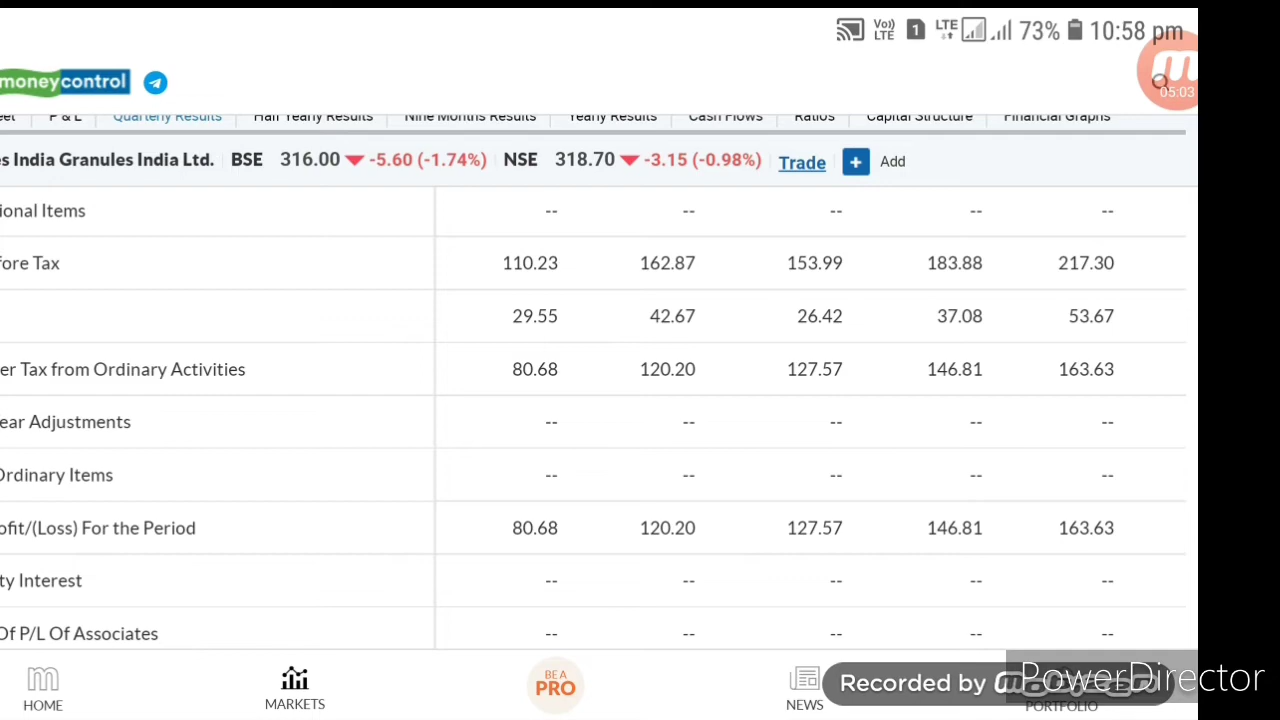 Vo)) LTE 1 LTE 73% 10:58 pm
moneycontrol
05:03
eet P & L Quarterly Results Half Yearly Results Nine Months Results Yearly Results Cash Flows Ratios Capital Structure Financial Graphs
es India Granules India Ltd. BSE 316.00 -5.60 (-1.74%) NSE 318.70 -3.15 (-0.98%) Trade + Add
ional Items -- -- -- -- --
fore Tax 110.23 162.87 153.99 183.88 217.30
29.55 42.67 26.42 37.08 53.67
er Tax from Ordinary Activities 80.68 120.20 127.57 146.81 163.63
ear Adjustments -- -- -- -- --
Ordinary Items -- -- -- -- --
ofit/(Loss) For the Period 80.68 120.20 127.57 146.81 163.63
ty Interest -- -- -- -- --
Of P/L Of Associates -- -- -- -- --
BE A
PRO
HOME MARKETS NEWS PORTFOLIO
Recorded by
PowerDirector